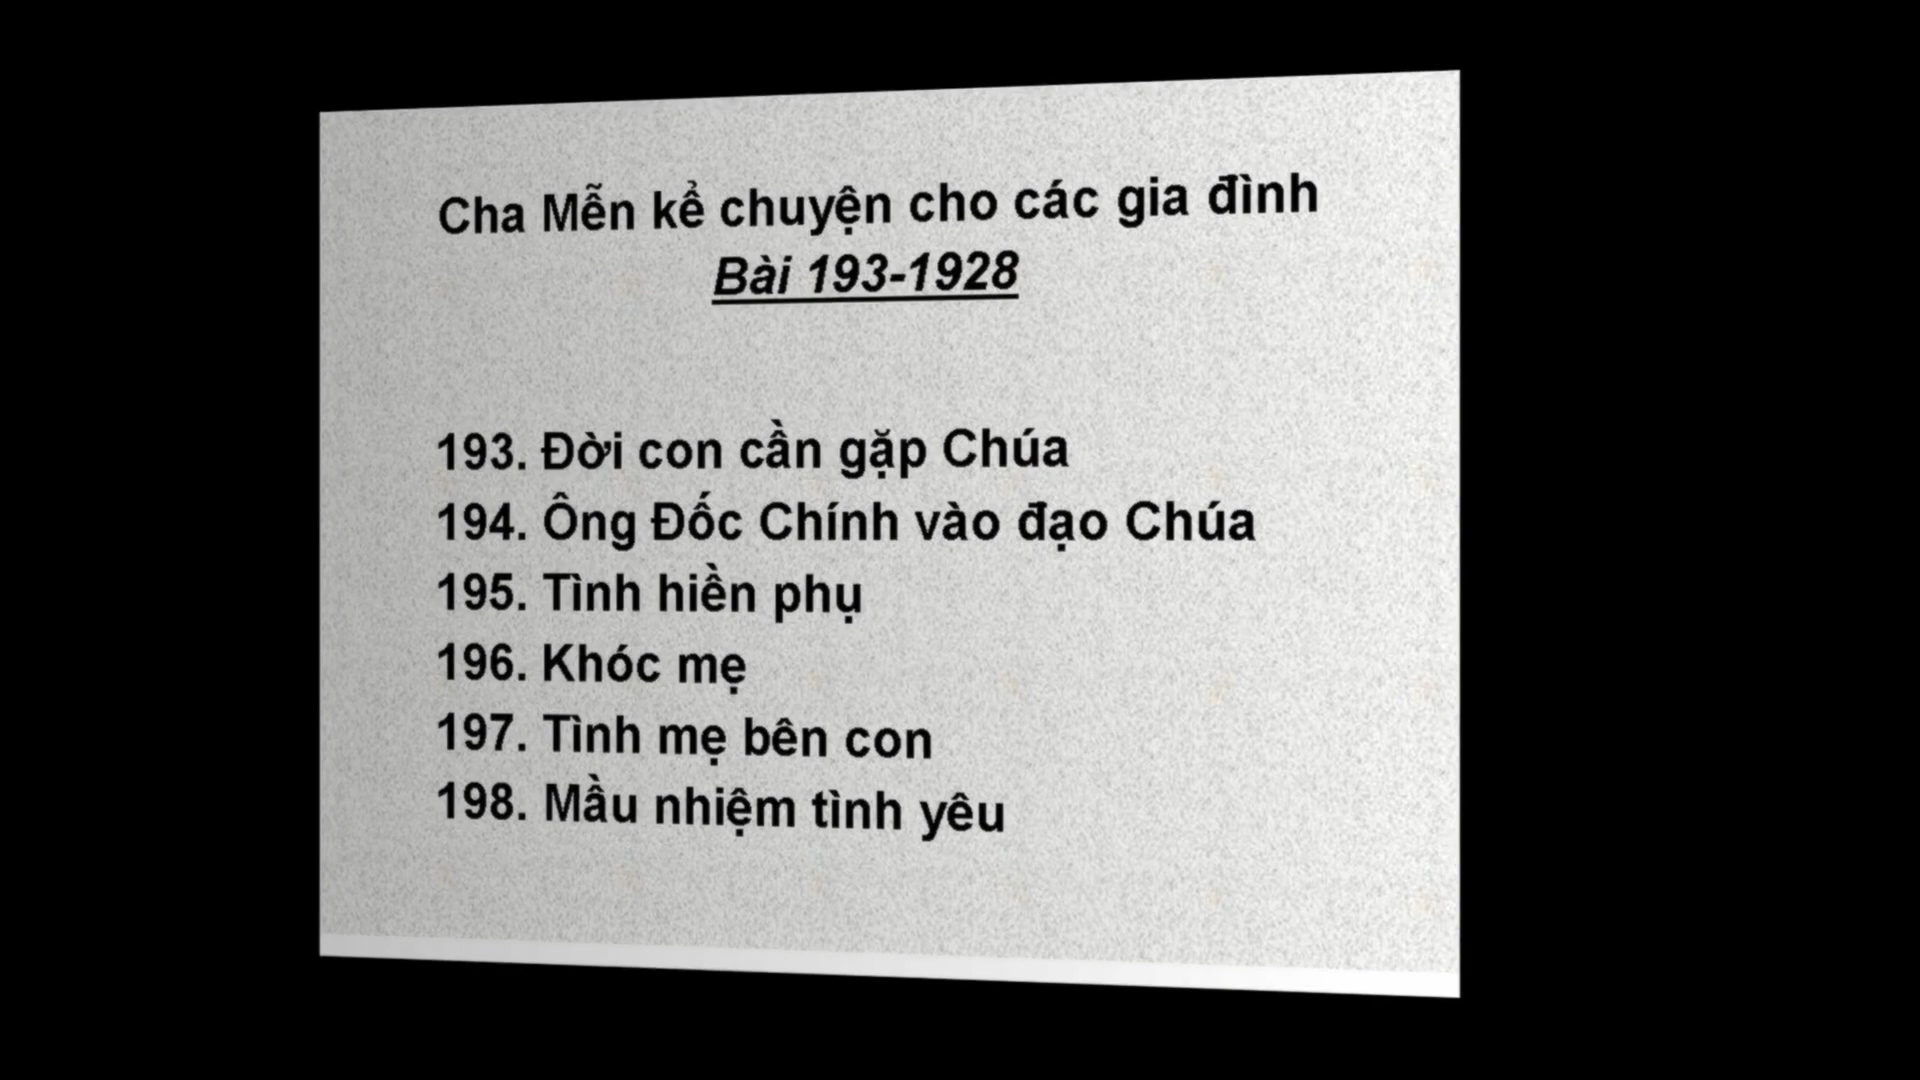 Cha Mễn kể chuyện cho các gia đình
Bài 193-1928
193. Đời con cần gặp Chúa
194. Ông Đốc Chính vào đạo Chúa
195. Tình hiền phụ
196. Khóc mẹ
197. Tình mẹ bên con
198. Mầu nhiệm tình yêu